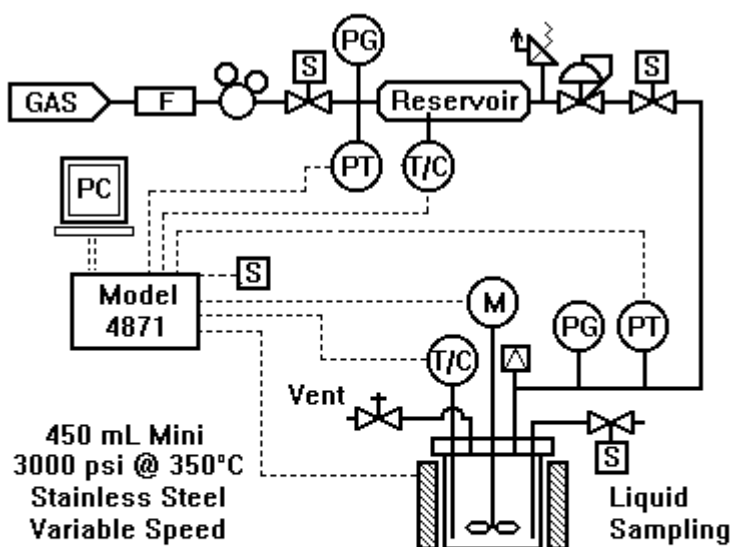 PG
S
S
GAS
F
Reservoir
PC
PT
T/C
S
Model
4871
M
PG
PT
T/C
Vent
450 mL Mini
3000 psi @ 350°C
Stainless Steel
Variable Speed
S
Liquid
Sampling